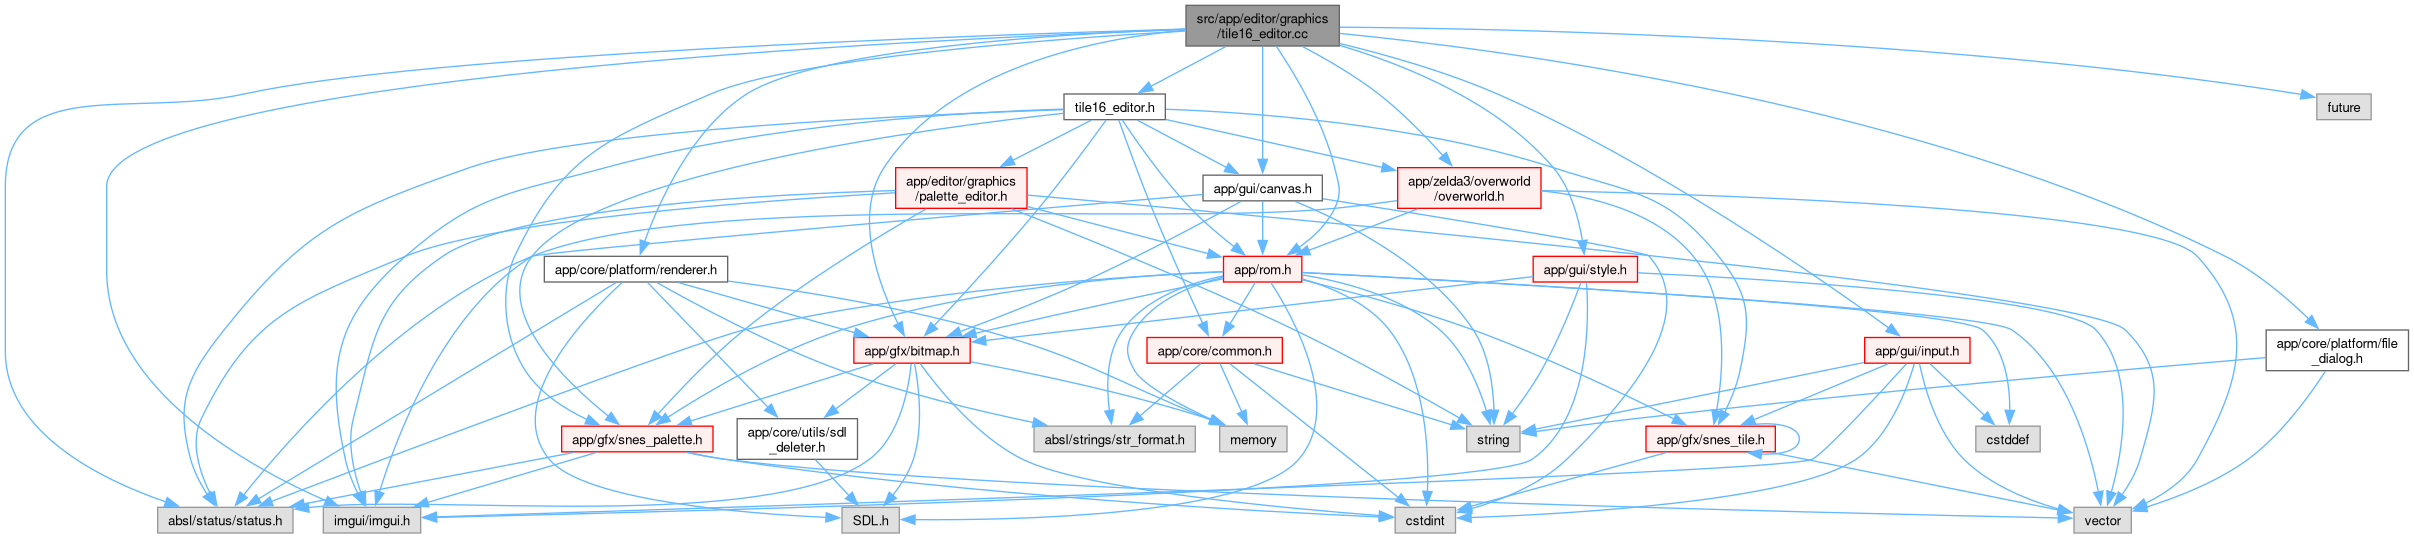 src/app/editor/graphics
/tile16_editor.cc
future
tile16_editor.h
app/editor/graphics
/palette_editor.h
app/gui/canvas.h
app/zelda3/overworld
/overworld.h
app/core/platform/renderer.h
app/rom.h
app/gui/style.h
app/gfx/bitmap.h
app/core/common.h
app/gui/input.h
app/core/platform/file
_dialog.h
app/gfx/snes_palette.h
app/core/utils/sdl
_deleter.h
absl/strings/str_format.h
memory
string
app/gfx/snes_tile.h
cstddef
absl/status/status.h
imgui/imgui.h
SDL.h
cstdint
vector